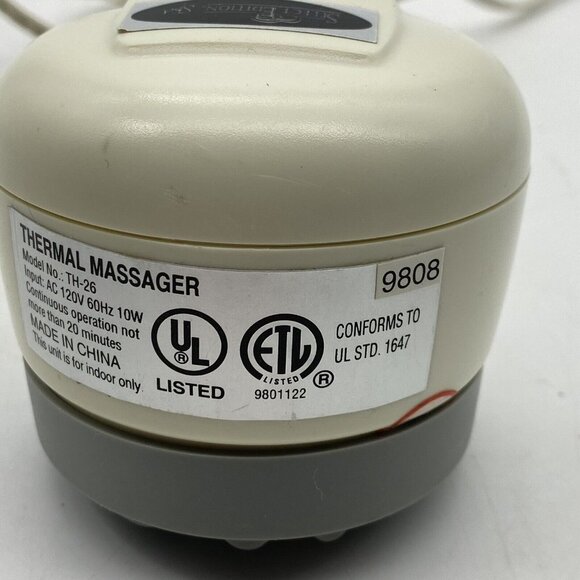 Select Edition
THERMAL MASSAGER
Model No.: TH-26
Input: AC 120V 60Hz 10W
Continuous operation not
more than 20 minutes
MADE IN CHINA
This unit is for indoor only.
UL
®
LISTED
ETL
LISTED
®
9801122
CONFORMS TO
UL STD. 1647
9808